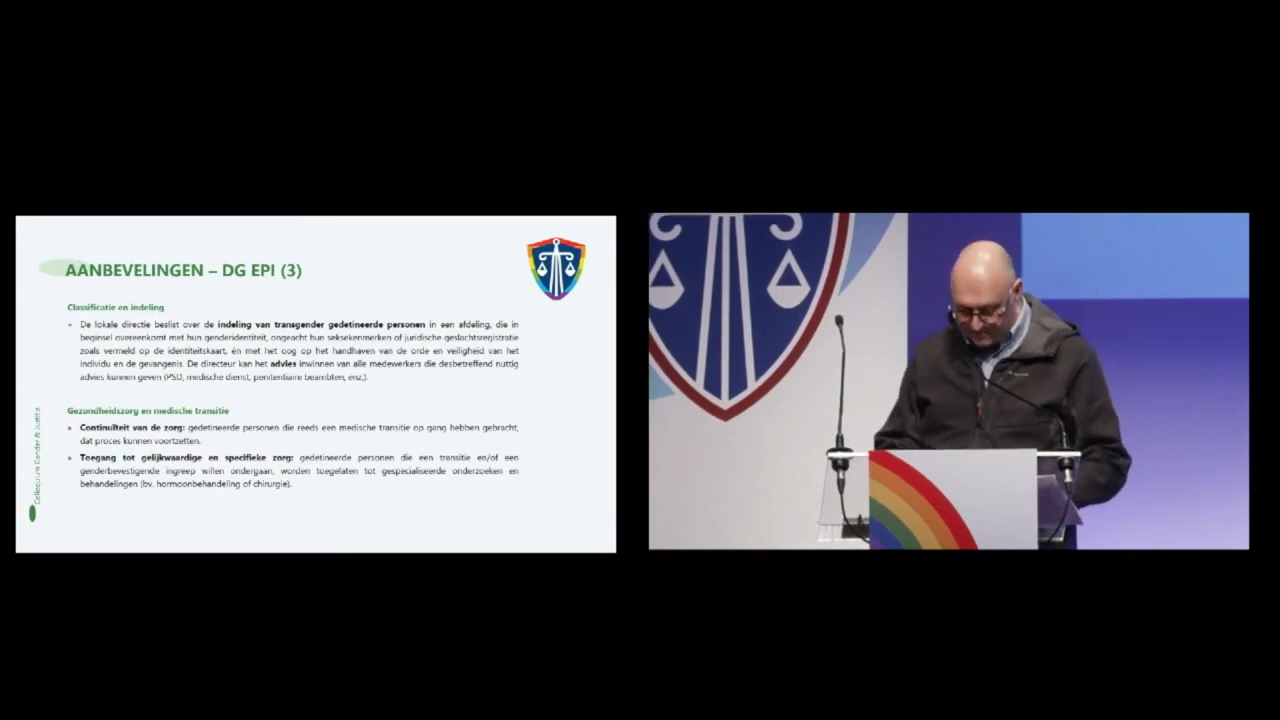 AANBEVELINGEN – DG EPI (3)
Classificatie en indeling
» De lokale directie beslist over de indeling van transgender gedetineerde personen in een afdeling, die in
beginsel overeenkomt met hun genderidentiteit, ongeacht hun seksekenmerken of juridische geslachtsregistratie
zoals vermeld op de identiteitskaart, én met het oog op het handhaven van de orde en veiligheid van het
individu en de gevangenis. De directeur kan het advies inwinnen van alle medewerkers die desbetreffend nuttig
advies kunnen geven (PSD, medische dienst, penitentiaire beambten, enz.).
Gezondheidszorg en medische transitie
» Continuïteit van de zorg: gedetineerde personen die reeds een medische transitie op gang hebben gebracht,
dat proces kunnen voortzetten.
» Toegang tot gelijkwaardige en specifieke zorg: gedetineerde personen die een transitie en/of een
genderbevestigende ingreep willen ondergaan, worden toegelaten tot gespecialiseerde onderzoeken en
behandelingen (bv. hormoonbehandeling of chirurgie).
Colloquium Gender & Justitie